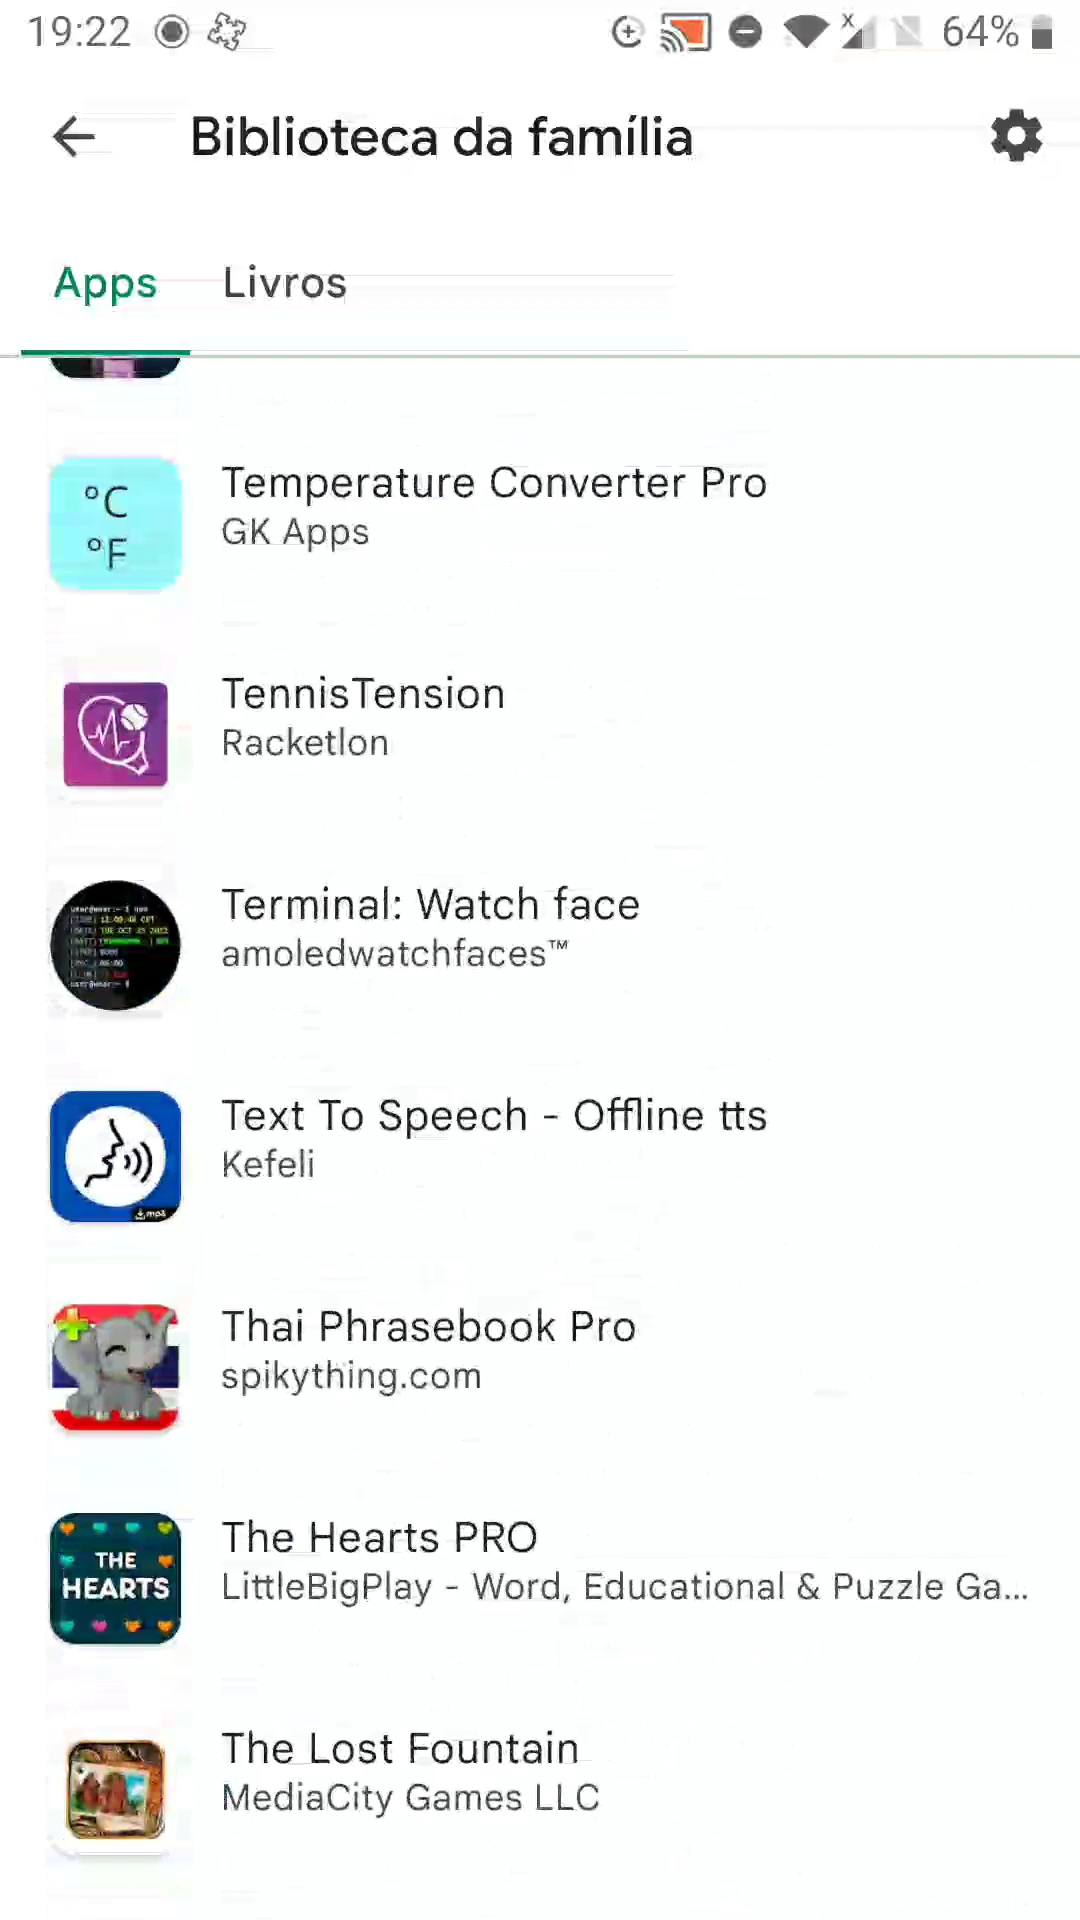 19:22
64%
Biblioteca da família
Apps
Livros
°C
°F
Temperature Converter Pro
GK Apps
TennisTension
Racketlon
Terminal: Watch face
amoledwatchfaces™
Text To Speech - Offline tts
Kefeli
mp3
Thai Phrasebook Pro
spikything.com
THE
HEARTS
The Hearts PRO
LittleBigPlay - Word, Educational & Puzzle Ga...
The Lost Fountain
MediaCity Games LLC